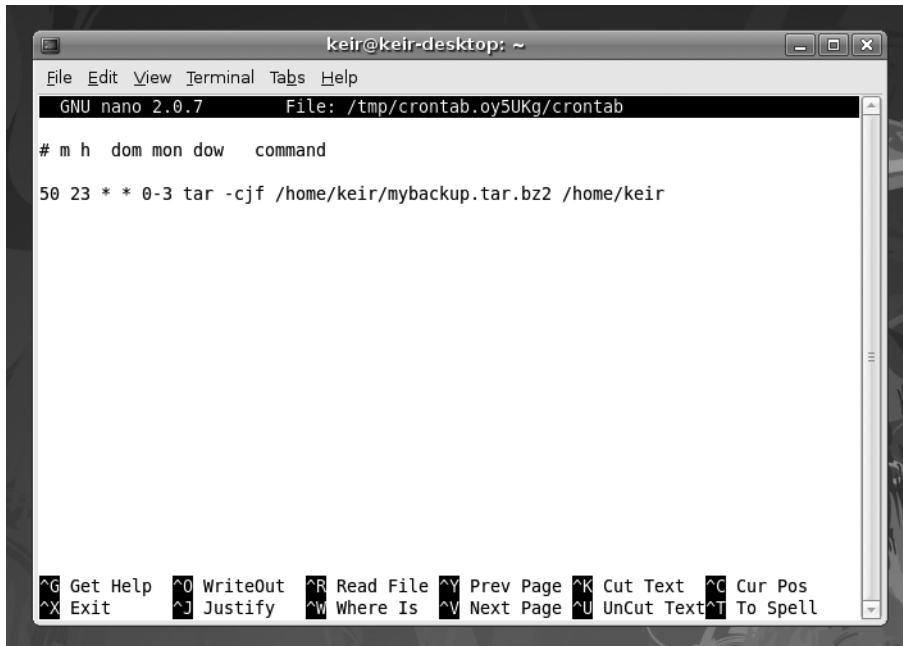 keir@keir-desktop: ~
File Edit View Terminal Tabs Help
GNU nano 2.0.7 File: /tmp/crontab.oy5UKg/crontab
# m h dom mon dow command
50 23 * * 0-3 tar -cjf /home/keir/mybackup.tar.bz2 /home/keir
^G Get Help ^O WriteOut ^R Read File ^Y Prev Page ^K Cut Text ^C Cur Pos
^X Exit ^J Justify ^W Where Is ^V Next Page ^U UnCut Text ^T To Spell